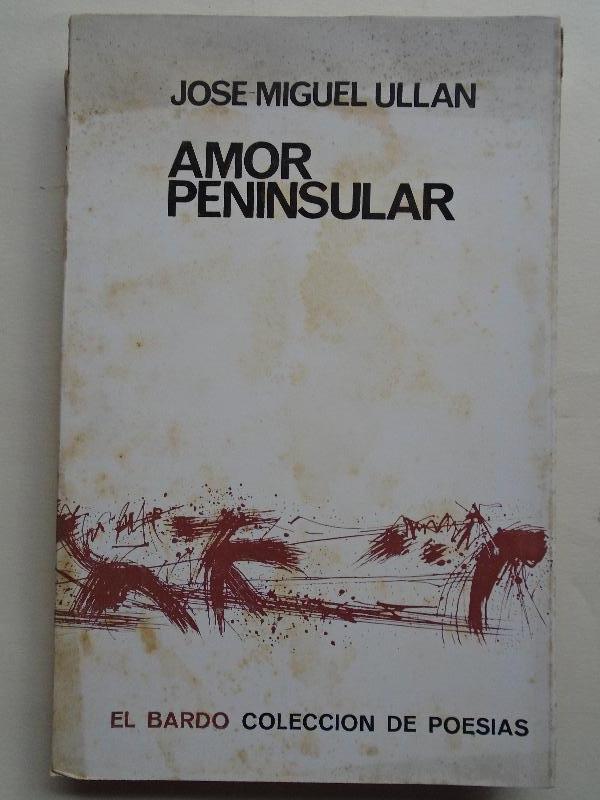 JOSE-MIGUEL ULLAN
AMOR
PENINSULAR
EL BARDO COLECCION DE POESIAS